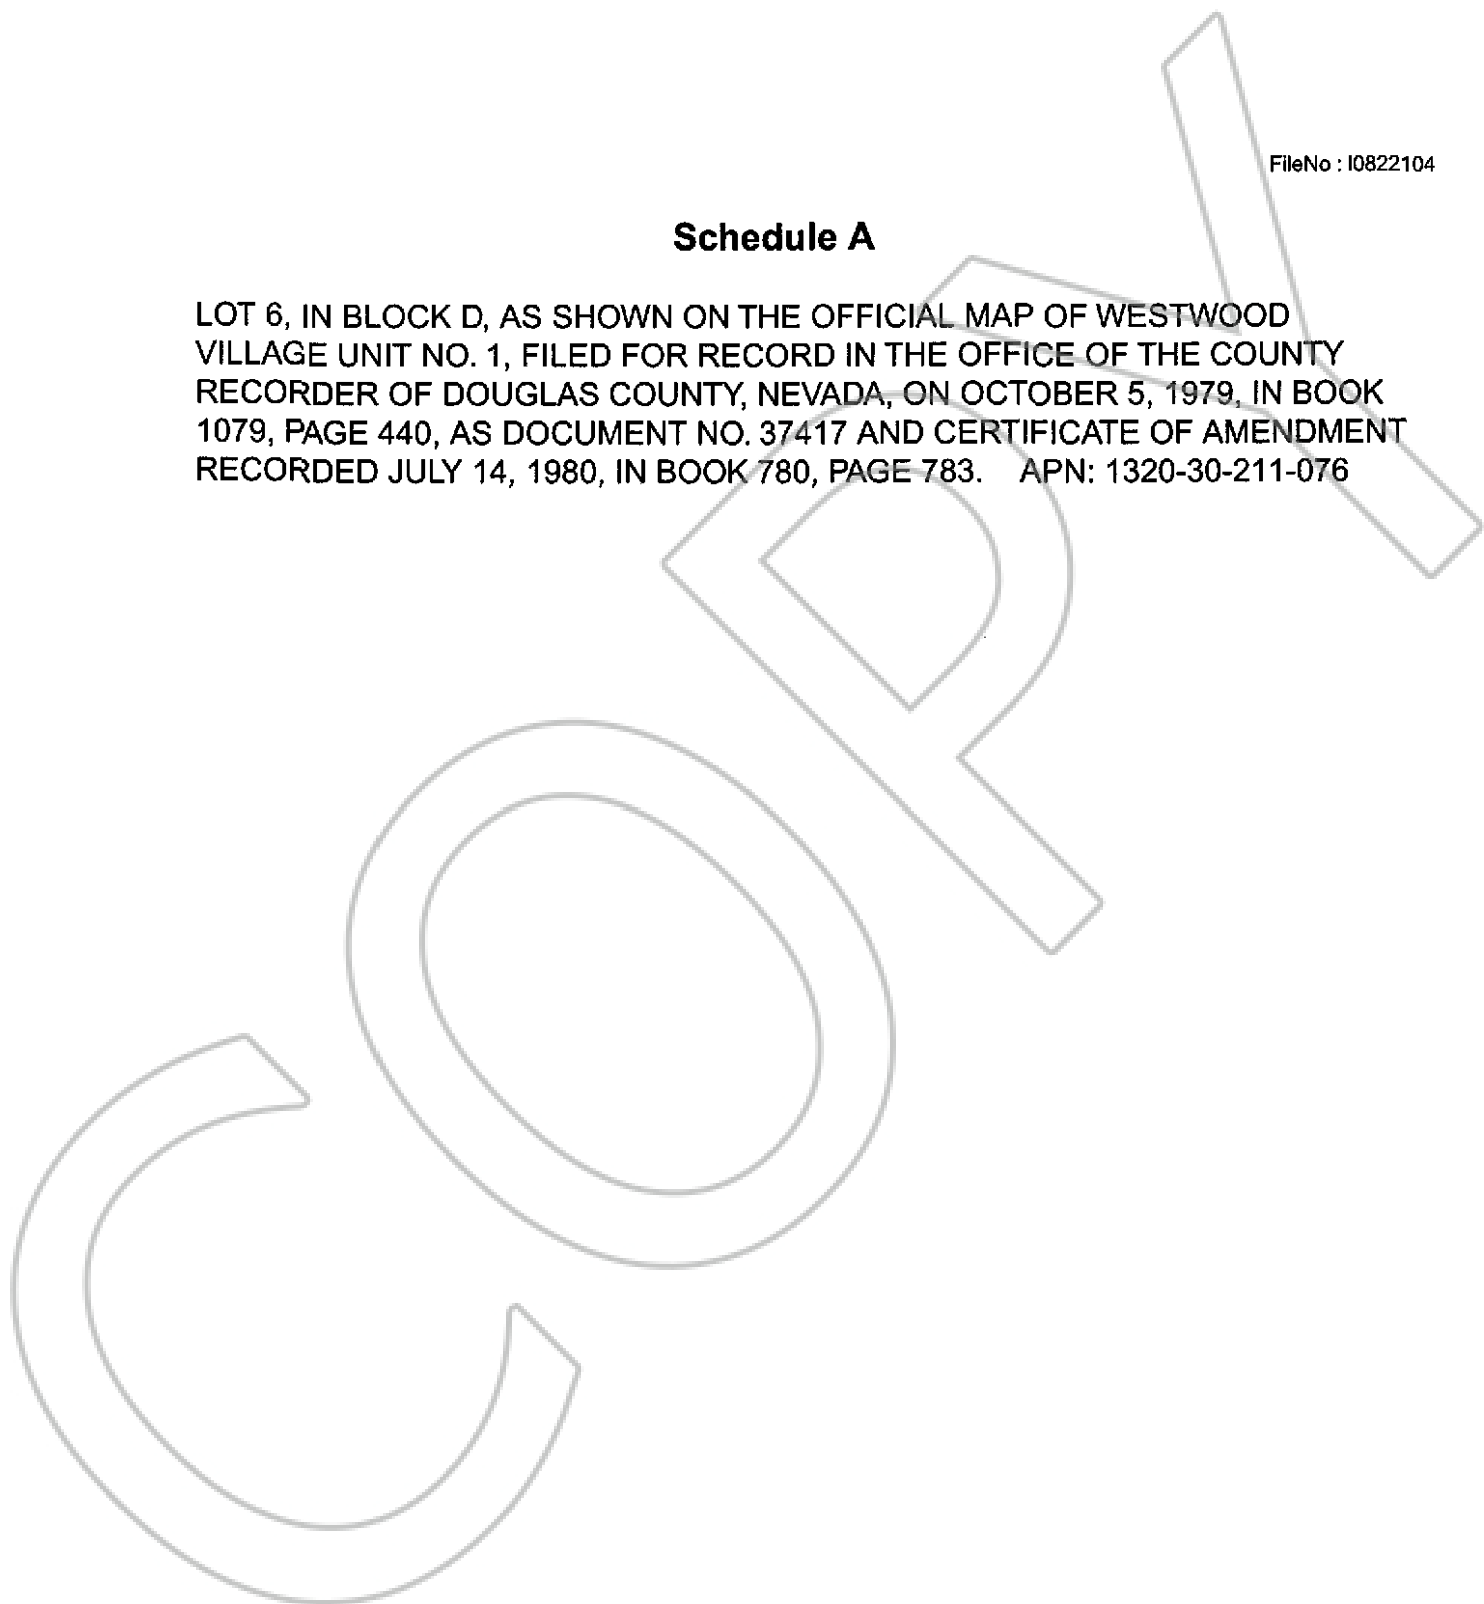 FileNo : I0822104
Schedule A
LOT 6, IN BLOCK D, AS SHOWN ON THE OFFICIAL MAP OF WESTWOOD
VILLAGE UNIT NO. 1, FILED FOR RECORD IN THE OFFICE OF THE COUNTY
RECORDER OF DOUGLAS COUNTY, NEVADA, ON OCTOBER 5, 1979, IN BOOK
1079, PAGE 440, AS DOCUMENT NO. 37417 AND CERTIFICATE OF AMENDMENT
RECORDED JULY 14, 1980, IN BOOK 780, PAGE 783. APN: 1320-30-211-076
COPY